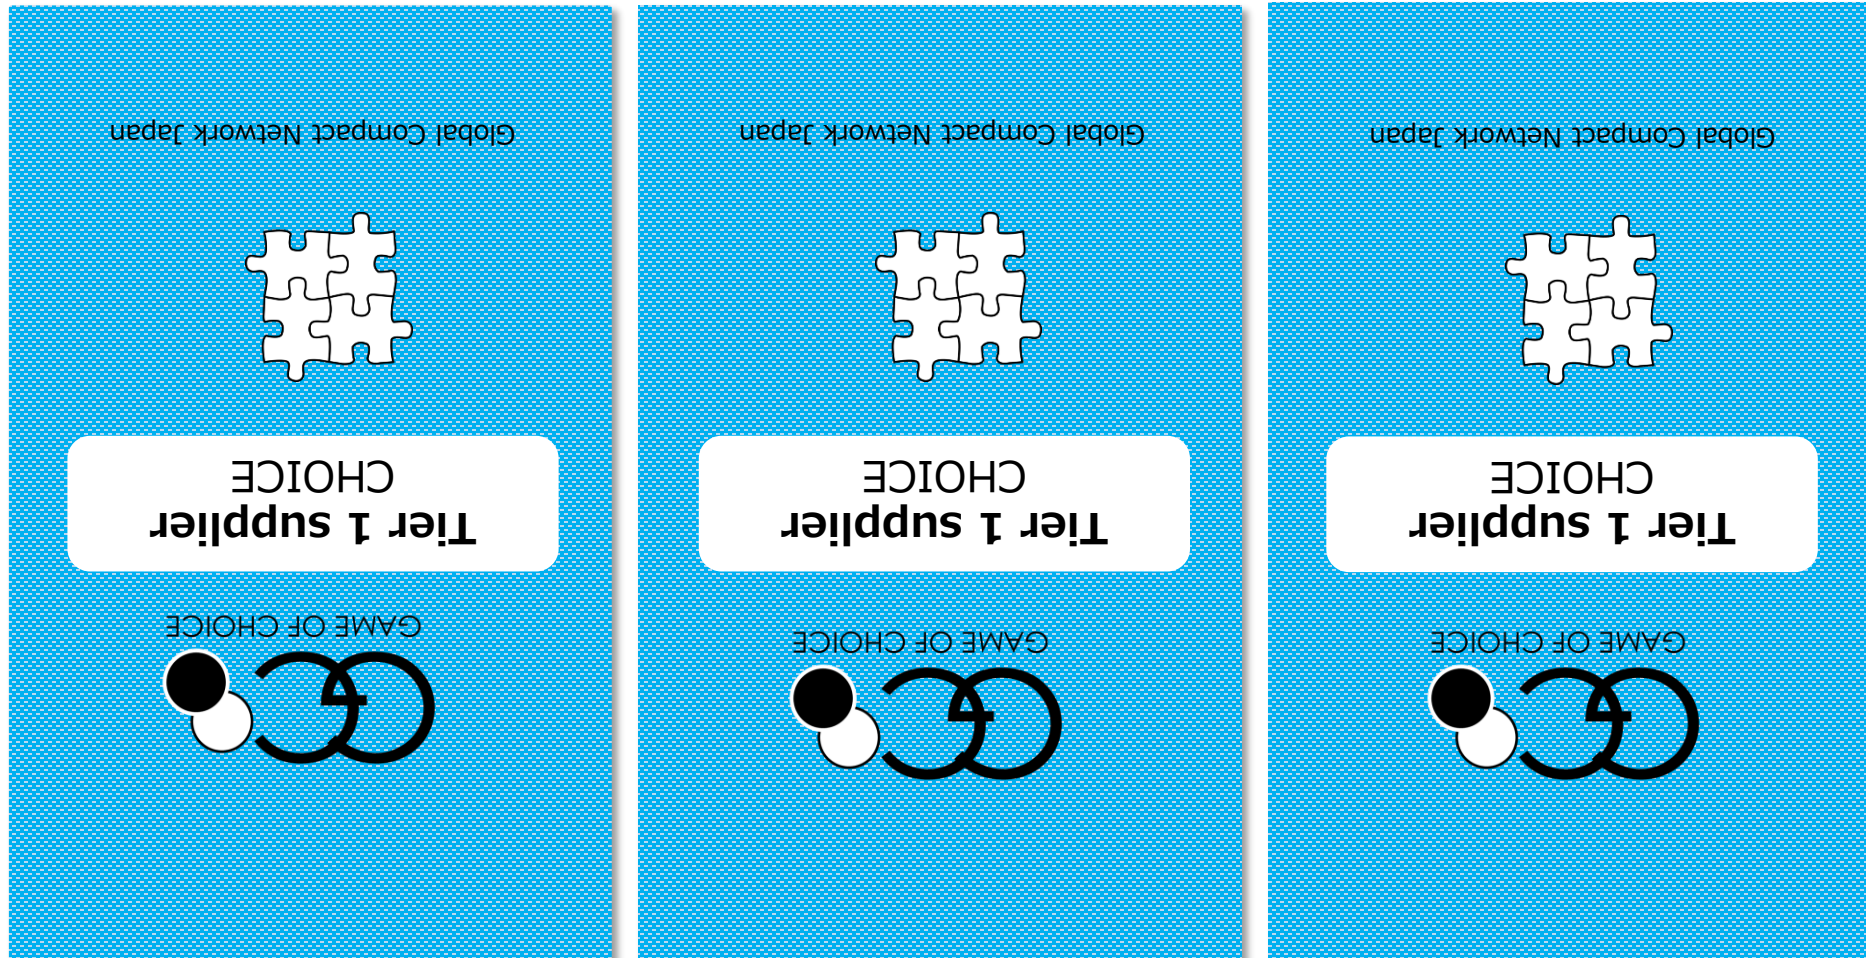 GAME OF CHOICE
Tier 1 supplier
CHOICE
Global Compact Network Japan
GAME OF CHOICE
Tier 1 supplier
CHOICE
Global Compact Network Japan
GAME OF CHOICE
Tier 1 supplier
CHOICE
Global Compact Network Japan